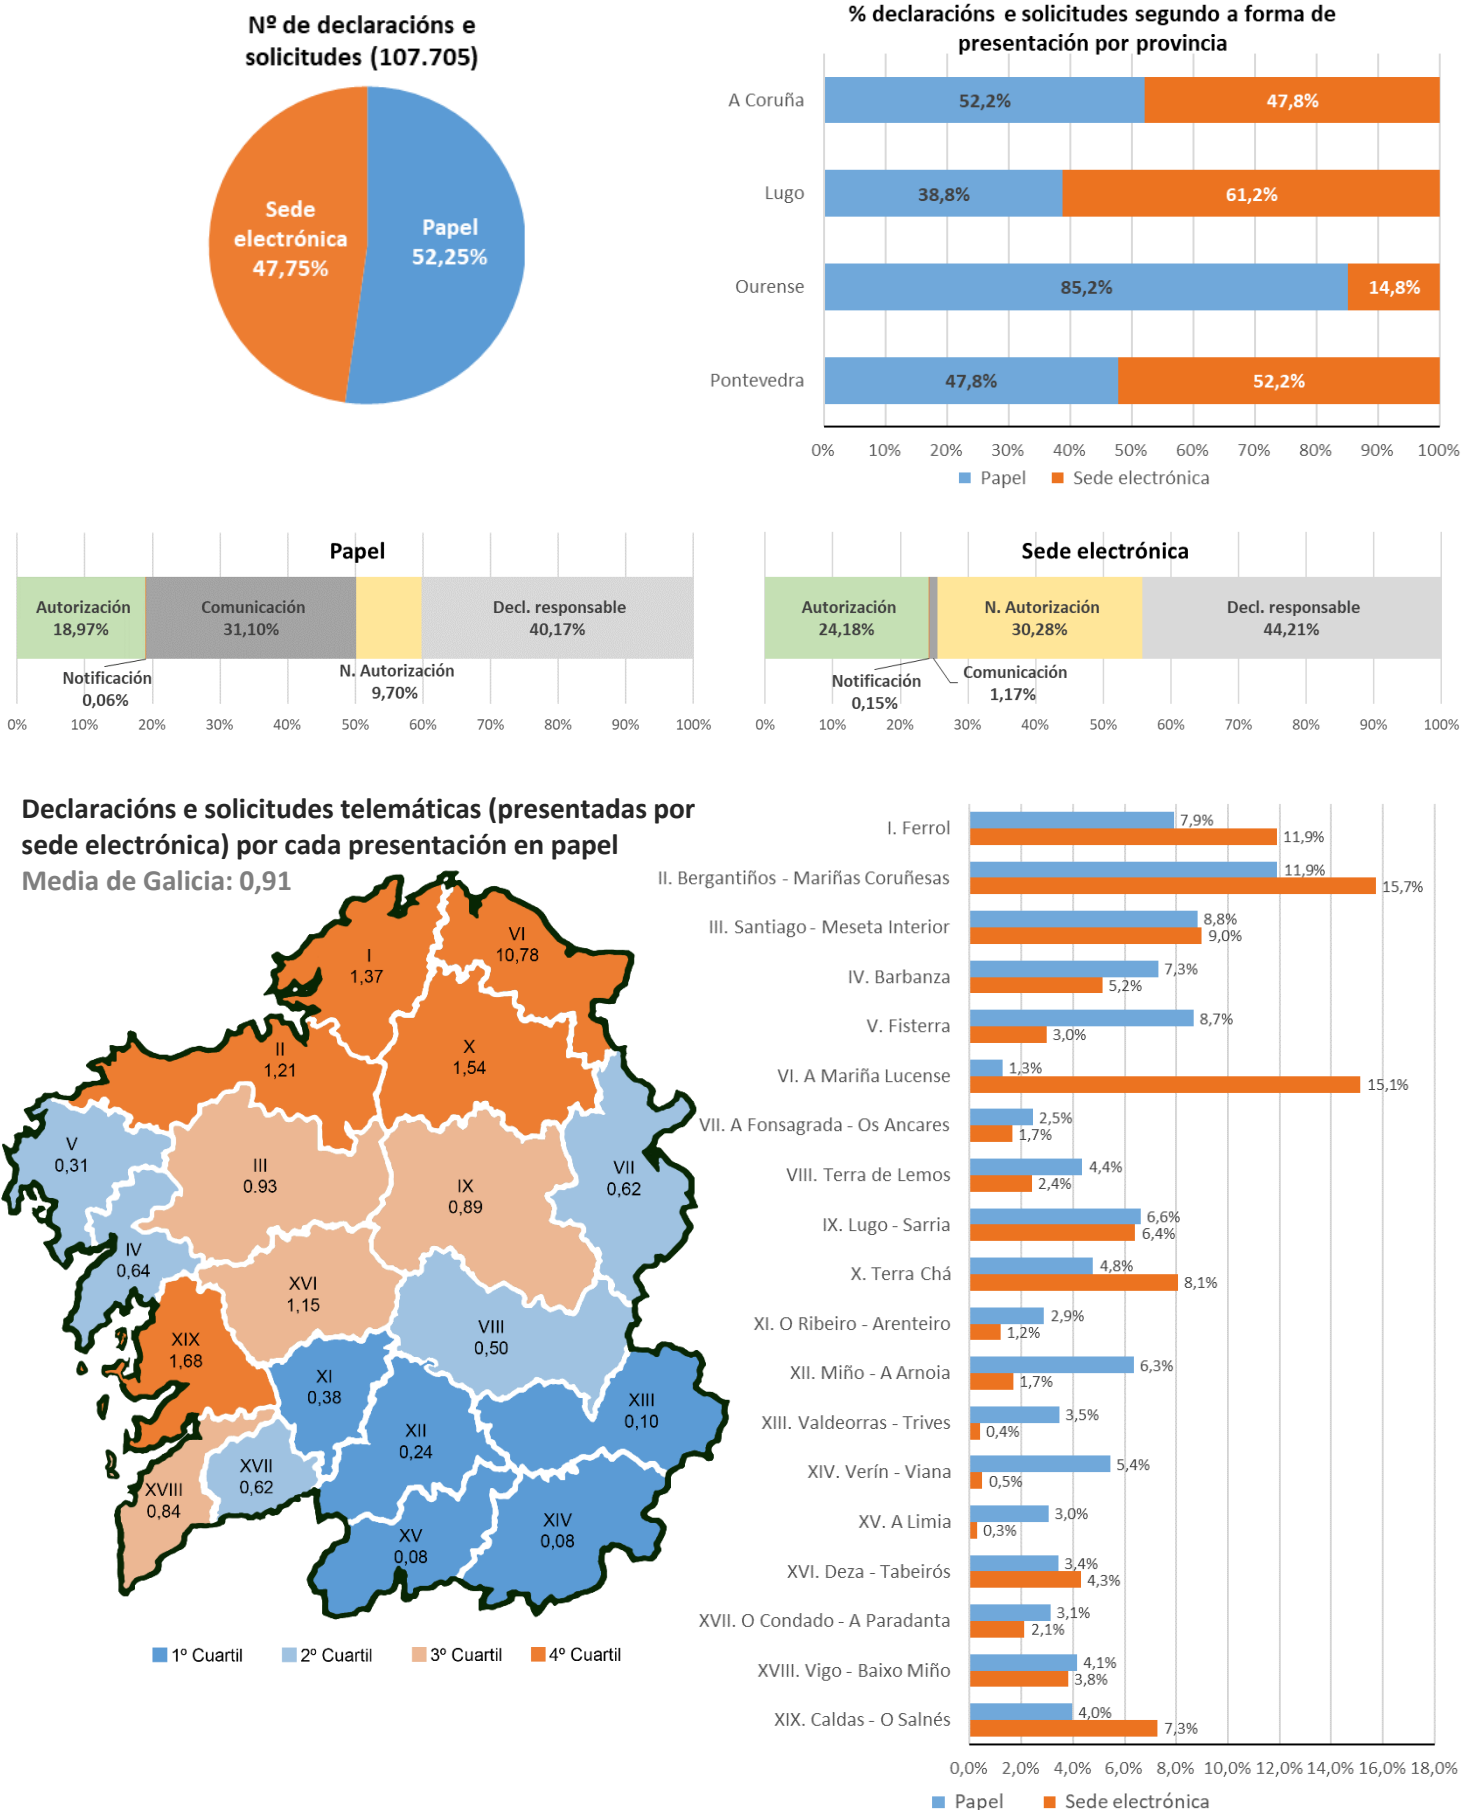 Nº de declaracións e
solicitudes (107.705)
Sede
electrónica
47,75%
Papel
52,25%
% declaracións e solicitudes segundo a forma de
presentación por provincia
A Coruña
52,2%
47,8%
Lugo
38,8%
61,2%
Ourense
85,2%
14,8%
Pontevedra
47,8%
52,2%
0% 10% 20% 30% 40% 50% 60% 70% 80% 90% 100%
Papel Sede electrónica
Papel
Autorización
18,97%
Comunicación
31,10%
Decl. responsable
40,17%
Notificación
0,06%
N. Autorización
9,70%
0% 10% 20% 30% 40% 50% 60% 70% 80% 90% 100%
Sede electrónica
Autorización
24,18%
N. Autorización
30,28%
Decl. responsable
44,21%
Notificación
0,15%
Comunicación
1,17%
0% 10% 20% 30% 40% 50% 60% 70% 80% 90% 100%
Declaracións e solicitudes telemáticas (presentadas por
sede electrónica) por cada presentación en papel
Media de Galicia: 0,91
I
1,37
VI
10,78
II
1,21
X
1,54
V
0,31
III
0.93
IX
0,89
VII
0,62
IV
0,64
XVI
1,15
XIX
1,68
VIII
0,50
XI
0,38
XIII
0,10
XII
0,24
XVII
0,62
XVIII
0,84
XV
0,08
XIV
0,08
1º Cuartil 2º Cuartil 3º Cuartil 4º Cuartil
I. Ferrol
7,9%
11,9%
II. Bergantiños - Mariñas Coruñesas
11,9%
15,7%
III. Santiago - Meseta Interior
8,8%
9,0%
IV. Barbanza
7,3%
5,2%
V. Fisterra
8,7%
3,0%
VI. A Mariña Lucense
1,3%
15,1%
VII. A Fonsagrada - Os Ancares
2,5%
1,7%
VIII. Terra de Lemos
4,4%
2,4%
IX. Lugo - Sarria
6,6%
6,4%
X. Terra Chá
4,8%
8,1%
XI. O Ribeiro - Arenteiro
2,9%
1,2%
XII. Miño - A Arnoia
6,3%
1,7%
XIII. Valdeorras - Trives
3,5%
0,4%
XIV. Verín - Viana
5,4%
0,5%
XV. A Limia
3,0%
0,3%
XVI. Deza - Tabeirós
3,4%
4,3%
XVII. O Condado - A Paradanta
3,1%
2,1%
XVIII. Vigo - Baixo Miño
4,1%
3,8%
XIX. Caldas - O Salnés
4,0%
7,3%
0,0% 2,0% 4,0% 6,0% 8,0% 10,0% 12,0% 14,0% 16,0% 18,0%
Papel Sede electrónica